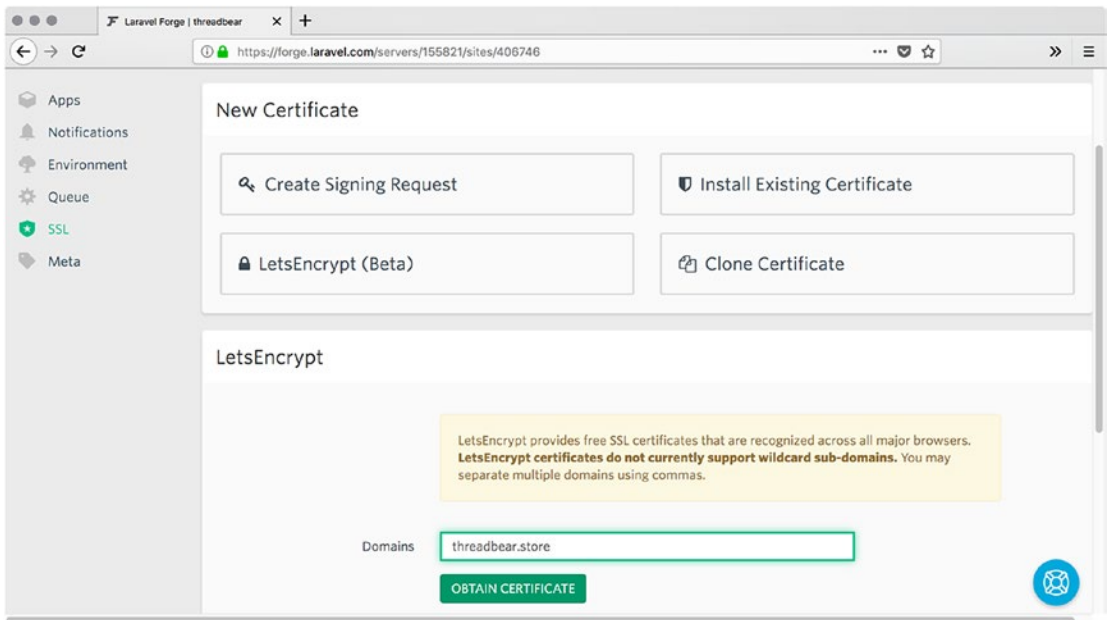 Laravel Forge | threadbear
https://forge.laravel.com/servers/155821/sites/406746
Apps
Notifications
Environment
Queue
SSL
Meta
New Certificate
Create Signing Request
Install Existing Certificate
LetsEncrypt (Beta)
Clone Certificate
LetsEncrypt
LetsEncrypt provides free SSL certificates that are recognized across all major browsers.
LetsEncrypt certificates do not currently support wildcard sub-domains. You may
separate multiple domains using commas.
Domains
threadbear.store
OBTAIN CERTIFICATE